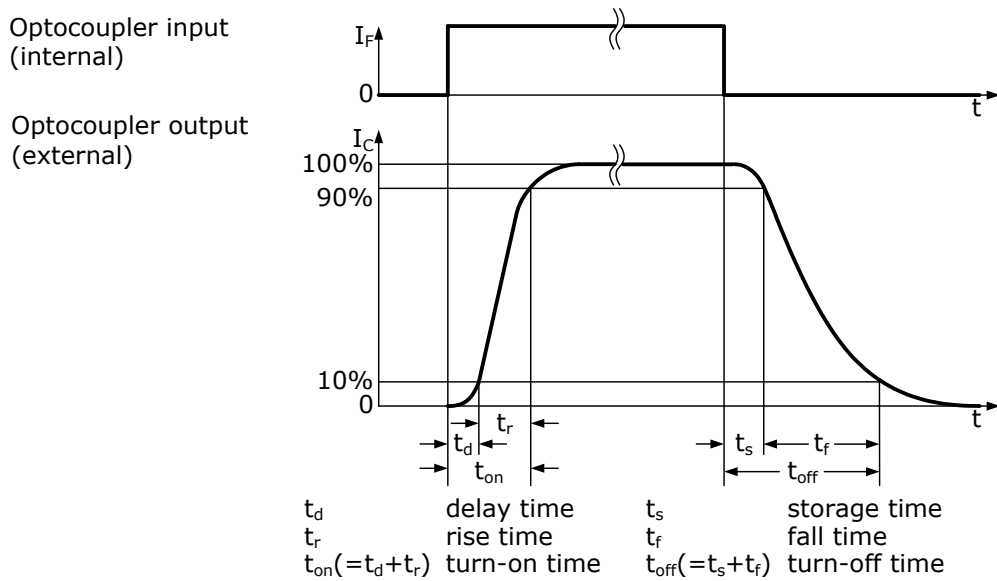 Optocoupler input
(internal)
I_F
0
t
Optocoupler output
(external)
I_C
100%
90%
10%
0
t
t_r
t_d
t_on
t_s
t_f
t_off
t_d delay time t_s storage time
t_r rise time t_f fall time
t_on(=t_d+t_r) turn-on time t_off(=t_s+t_f) turn-off time